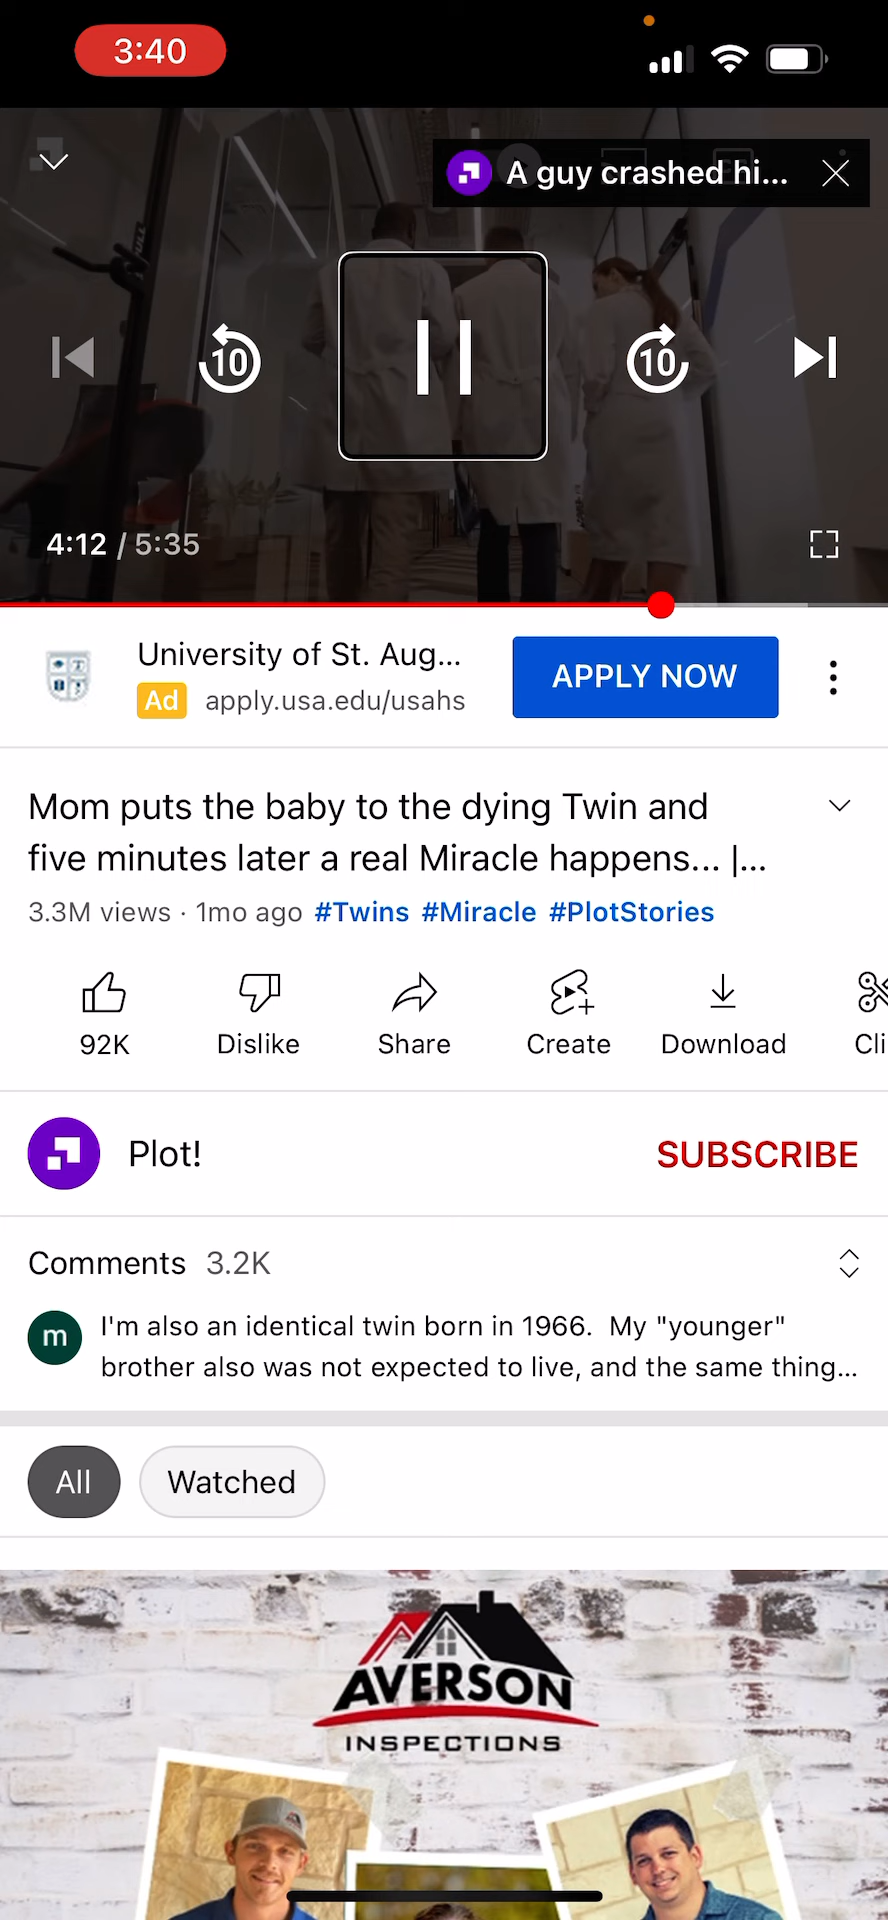 3:40
A guy crashed hi...
10
10
4:12 / 5:35
University of St. Aug...
APPLY NOW
Ad apply.usa.edu/usahs
Mom puts the baby to the dying Twin and
five minutes later a real Miracle happens... |...
3.3M views · 1mo ago #Twins #Miracle #PlotStories
92K
Dislike
Share
Create
Download
Cli
Plot!
SUBSCRIBE
Comments 3.2K
m
I'm also an identical twin born in 1966.  My "younger"
brother also was not expected to live, and the same thing...
All
Watched
AVERSON
INSPECTIONS